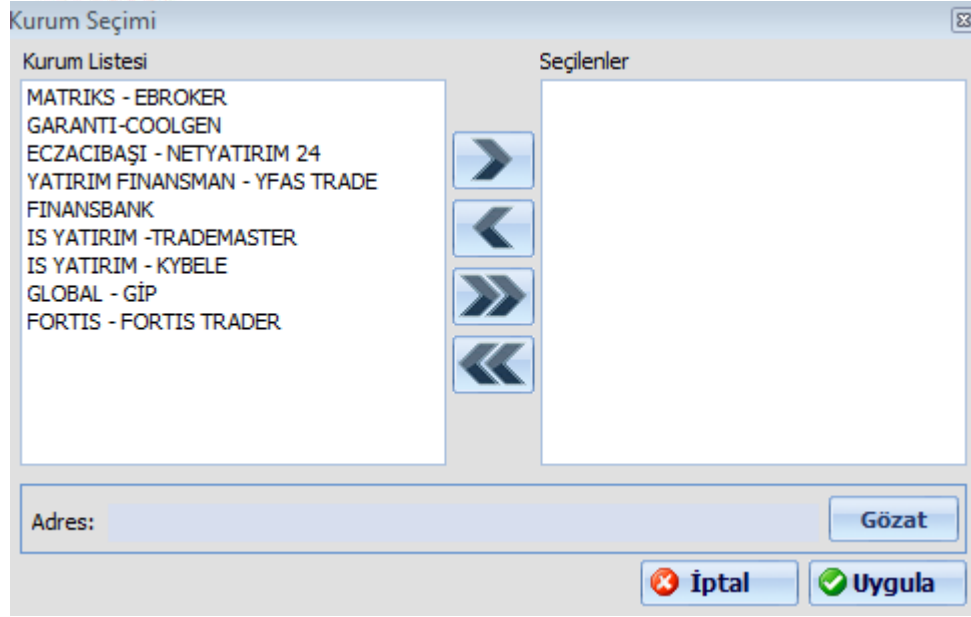 Kurum Seçimi
Kurum Listesi
Seçilenler
MATRIKS - EBROKER
GARANTI-COOLGEN
ECZACIBAŞI - NETYATIRIM 24
YATIRIM FINANSMAN - YFAS TRADE
FINANSBANK
IS YATIRIM -TRADEMASTER
IS YATIRIM - KYBELE
GLOBAL - GİP
FORTIS - FORTIS TRADER
Adres:
Gözat
İptal
Uygula